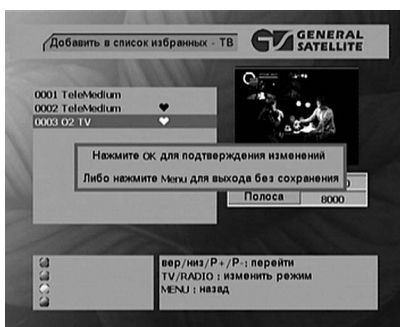 Добавить в список избранных - ТВ
GENERAL
SATELLITE
0001 TeleMedium
0002 TeleMedium
0003 O2 TV
Нажмите OK для подтверждения изменений
Либо нажмите Menu для выхода без сохранения
0
Полоса 8000
вер/низ/P+/P-: перейти
TV/RADIO : изменить режим
MENU : назад